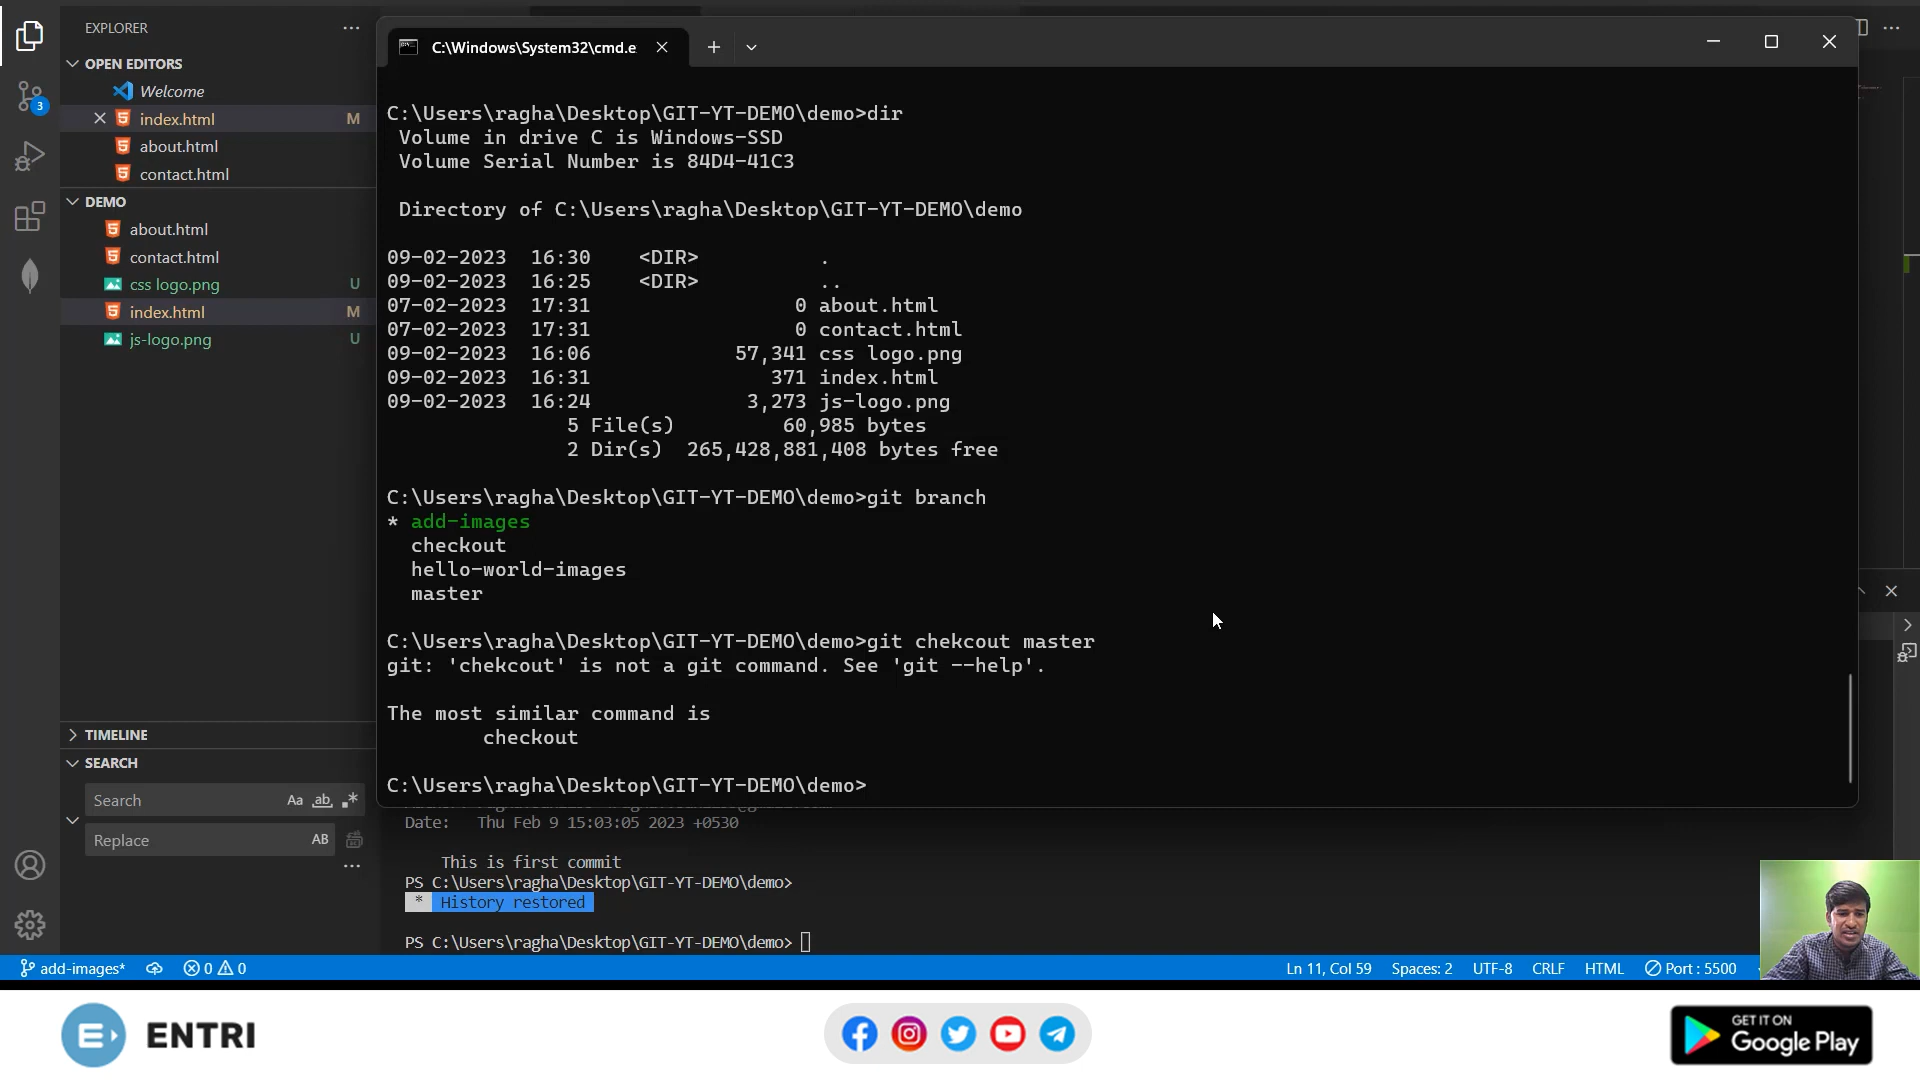 EXPLORER
OPEN EDITORS
Welcome
index.html M
about.html
contact.html
DEMO
about.html
contact.html
css logo.png U
index.html M
js-logo.png U
TIMELINE
SEARCH
Search Aa ab
Replace AB
3
C:\Windows\System32\cmd.e
C:\Users\ragha\Desktop\GIT-YT-DEMO\demo>dir
Volume in drive C is Windows-SSD
Volume Serial Number is 84D4-41C3
Directory of C:\Users\ragha\Desktop\GIT-YT-DEMO\demo
09-02-2023 16:30 <DIR> .
09-02-2023 16:25 <DIR> ..
07-02-2023 17:31 0 about.html
07-02-2023 17:31 0 contact.html
09-02-2023 16:06 57,341 css logo.png
09-02-2023 16:31 371 index.html
09-02-2023 16:24 3,273 js-logo.png
5 File(s) 60,985 bytes
2 Dir(s) 265,428,881,408 bytes free
C:\Users\ragha\Desktop\GIT-YT-DEMO\demo>git branch
* add-images
checkout
hello-world-images
master
C:\Users\ragha\Desktop\GIT-YT-DEMO\demo>git chekcout master
git: 'chekcout' is not a git command. See 'git --help'.
The most similar command is
checkout
C:\Users\ragha\Desktop\GIT-YT-DEMO\demo>
Date: Thu Feb 9 15:03:05 2023 +0530
This is first commit
PS C:\Users\ragha\Desktop\GIT-YT-DEMO\demo>
* History restored
PS C:\Users\ragha\Desktop\GIT-YT-DEMO\demo>
add-images* 0 0 Ln 11, Col 59 Spaces: 2 UTF-8 CRLF HTML Port : 5500
E ENTRI
GET IT ON
Google Play